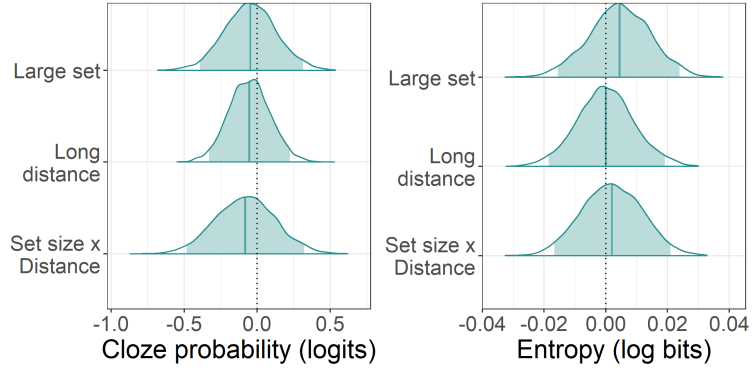 Large set
Long
distance
Set size x
Distance
-1.0 -0.5 0.0 0.5
Cloze probability (logits)
Large set
Long
distance
Set size x
Distance
-0.04 -0.02 0.00 0.02 0.04
Entropy (log bits)